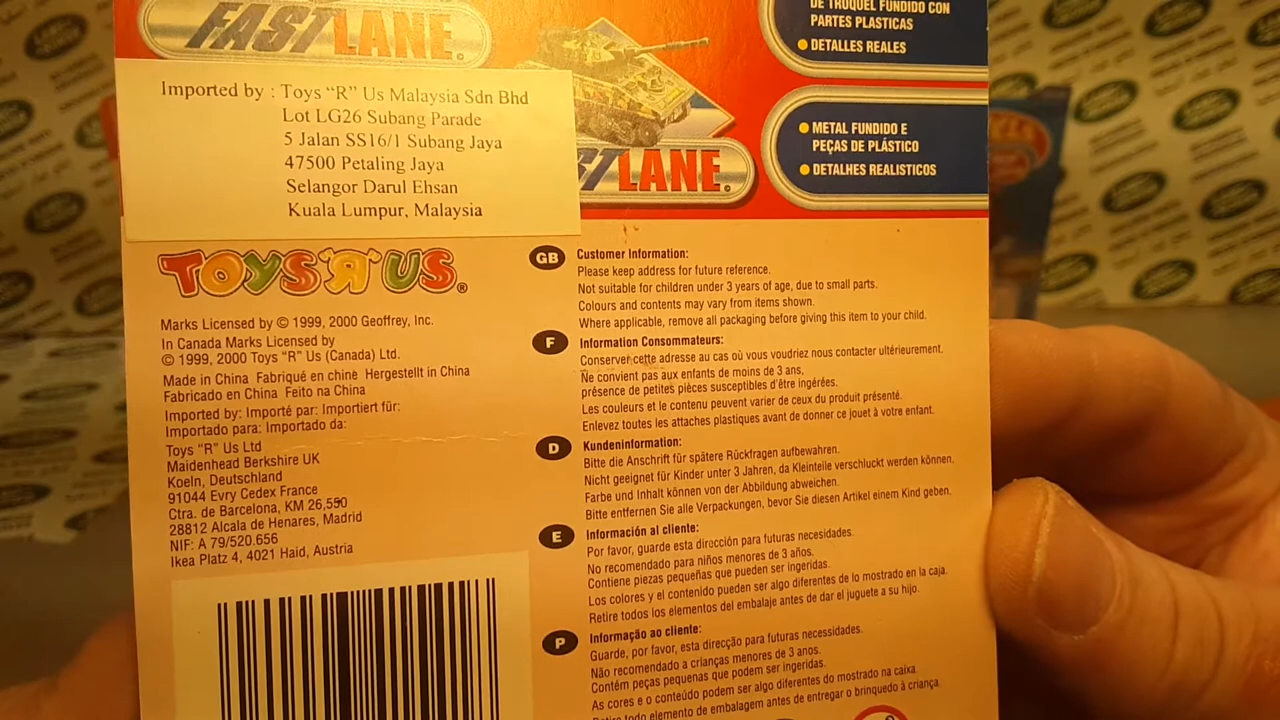 FAST LANE
DE TROQUEL FUNDIDO CON
PARTES PLASTICAS
DETALLES REALES
METAL FUNDIDO E
PEÇAS DE PLÁSTICO
DETALHES REALISTICOS
LANE.
Imported by : Toys “R” Us Malaysia Sdn Bhd
Lot LG26 Subang Parade
5 Jalan SS16/1 Subang Jaya
47500 Petaling Jaya
Selangor Darul Ehsan
Kuala Lumpur, Malaysia
TOYS "R" US®
Marks Licensed by © 1999, 2000 Geoffrey, Inc.
In Canada Marks Licensed by
© 1999, 2000 Toys “R” Us (Canada) Ltd.
Made in China Fabriqué en chine Hergestellt in China
Fabricado en China Feito na China
Imported by: Importé par: Importiert für:
Importado para: Importado da:
Toys “R” Us Ltd
Maidenhead Berkshire UK
Koeln, Deutschland
91044 Evry Cedex France
Ctra. de Barcelona, KM 26,550
28812 Alcala de Henares, Madrid
NIF: A 79/520.656
Ikea Platz 4, 4021 Haid, Austria
GB Customer Information:
Please keep address for future reference.
Not suitable for children under 3 years of age, due to small parts.
Colours and contents may vary from items shown.
Where applicable, remove all packaging before giving this item to your child.
F Information Consommateurs:
Conserver cette adresse au cas où vous voudriez nous contacter ultérieurement.
Ne convient pas aux enfants de moins de 3 ans,
présence de petites pièces susceptibles d'être ingérées.
Les couleurs et le contenu peuvent varier de ceux du produit présenté.
Enlevez toutes les attaches plastiques avant de donner ce jouet à votre enfant.
D Kundeninformation:
Bitte die Anschrift für spätere Rückfragen aufbewahren.
Nicht geeignet für Kinder unter 3 Jahren, da Kleinteile verschluckt werden können.
Farbe und Inhalt können von der Abbildung abweichen.
Bitte entfernen Sie alle Verpackungen, bevor Sie diesen Artikel einem Kind geben.
E Información al cliente:
Por favor, guarde esta dirección para futuras necesidades.
No recomendado para niños menores de 3 años.
Contiene piezas pequeñas que pueden ser ingeridas.
Los colores y el contenido pueden ser algo diferentes de lo mostrado en la caja.
Retire todos los elementos del embalaje antes de dar el juguete a su hijo.
P Informação ao cliente:
Guarde, por favor, esta direcção para futuras necesidades.
Não recomendado a crianças menores de 3 anos.
Contém peças pequenas que podem ser ingeridas.
As cores e o conteúdo podem ser algo diferentes do mostrado na caixa.
Retire todo elemento de embalagem antes de entregar o brinquedo à criança.